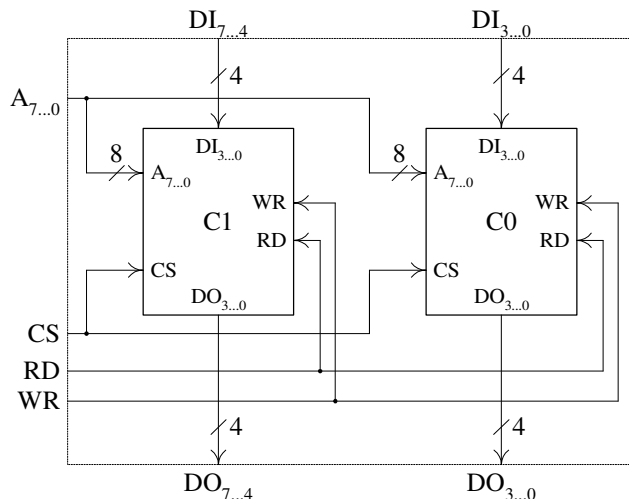 DI7...4 DI3...0
4 4
A7...0
DI3...0 DI3...0
8 8
A7...0 A7...0
WR WR
C1 C0
RD RD
CS CS
DO3...0 DO3...0
CS
RD
WR
4 4
DO7...4 DO3...0